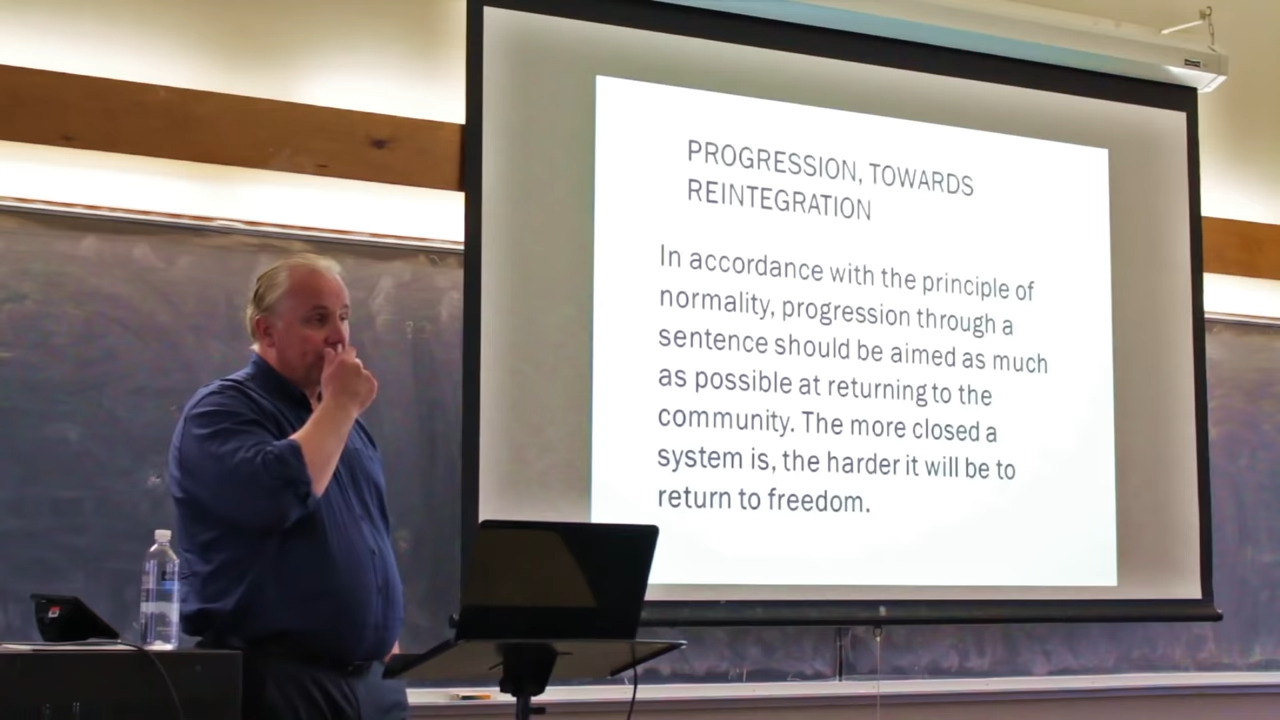 PROGRESSION, TOWARDS
REINTEGRATION
In accordance with the principle of
normality, progression through a
sentence should be aimed as much
as possible at returning to the
community. The more closed a
system is, the harder it will be to
return to freedom.